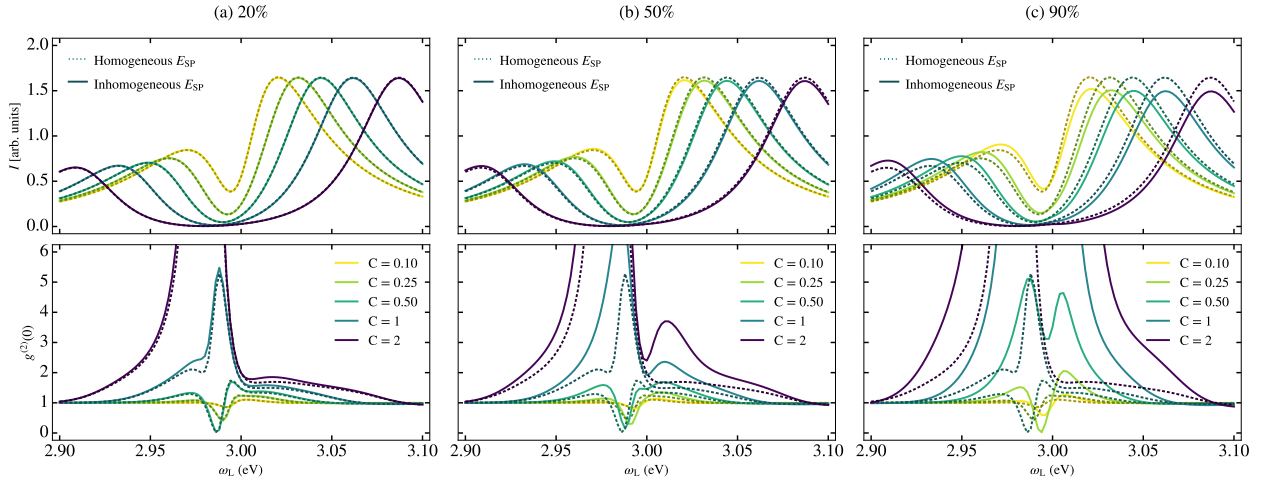 (a) 20%
(b) 50%
(c) 90%
I [arb. units]
2.0
1.5
1.0
0.5
0.0
Homogeneous E_SP
Inhomogeneous E_SP
Homogeneous E_SP
Inhomogeneous E_SP
Homogeneous E_SP
Inhomogeneous E_SP
g^(2)(0)
6
5
4
3
2
1
0
C = 0.10
C = 0.25
C = 0.50
C = 1
C = 2
C = 0.10
C = 0.25
C = 0.50
C = 1
C = 2
C = 0.10
C = 0.25
C = 0.50
C = 1
C = 2
2.90 2.95 3.00 3.05 3.10
2.90 2.95 3.00 3.05 3.10
2.90 2.95 3.00 3.05 3.10
ω_L (eV)
ω_L (eV)
ω_L (eV)